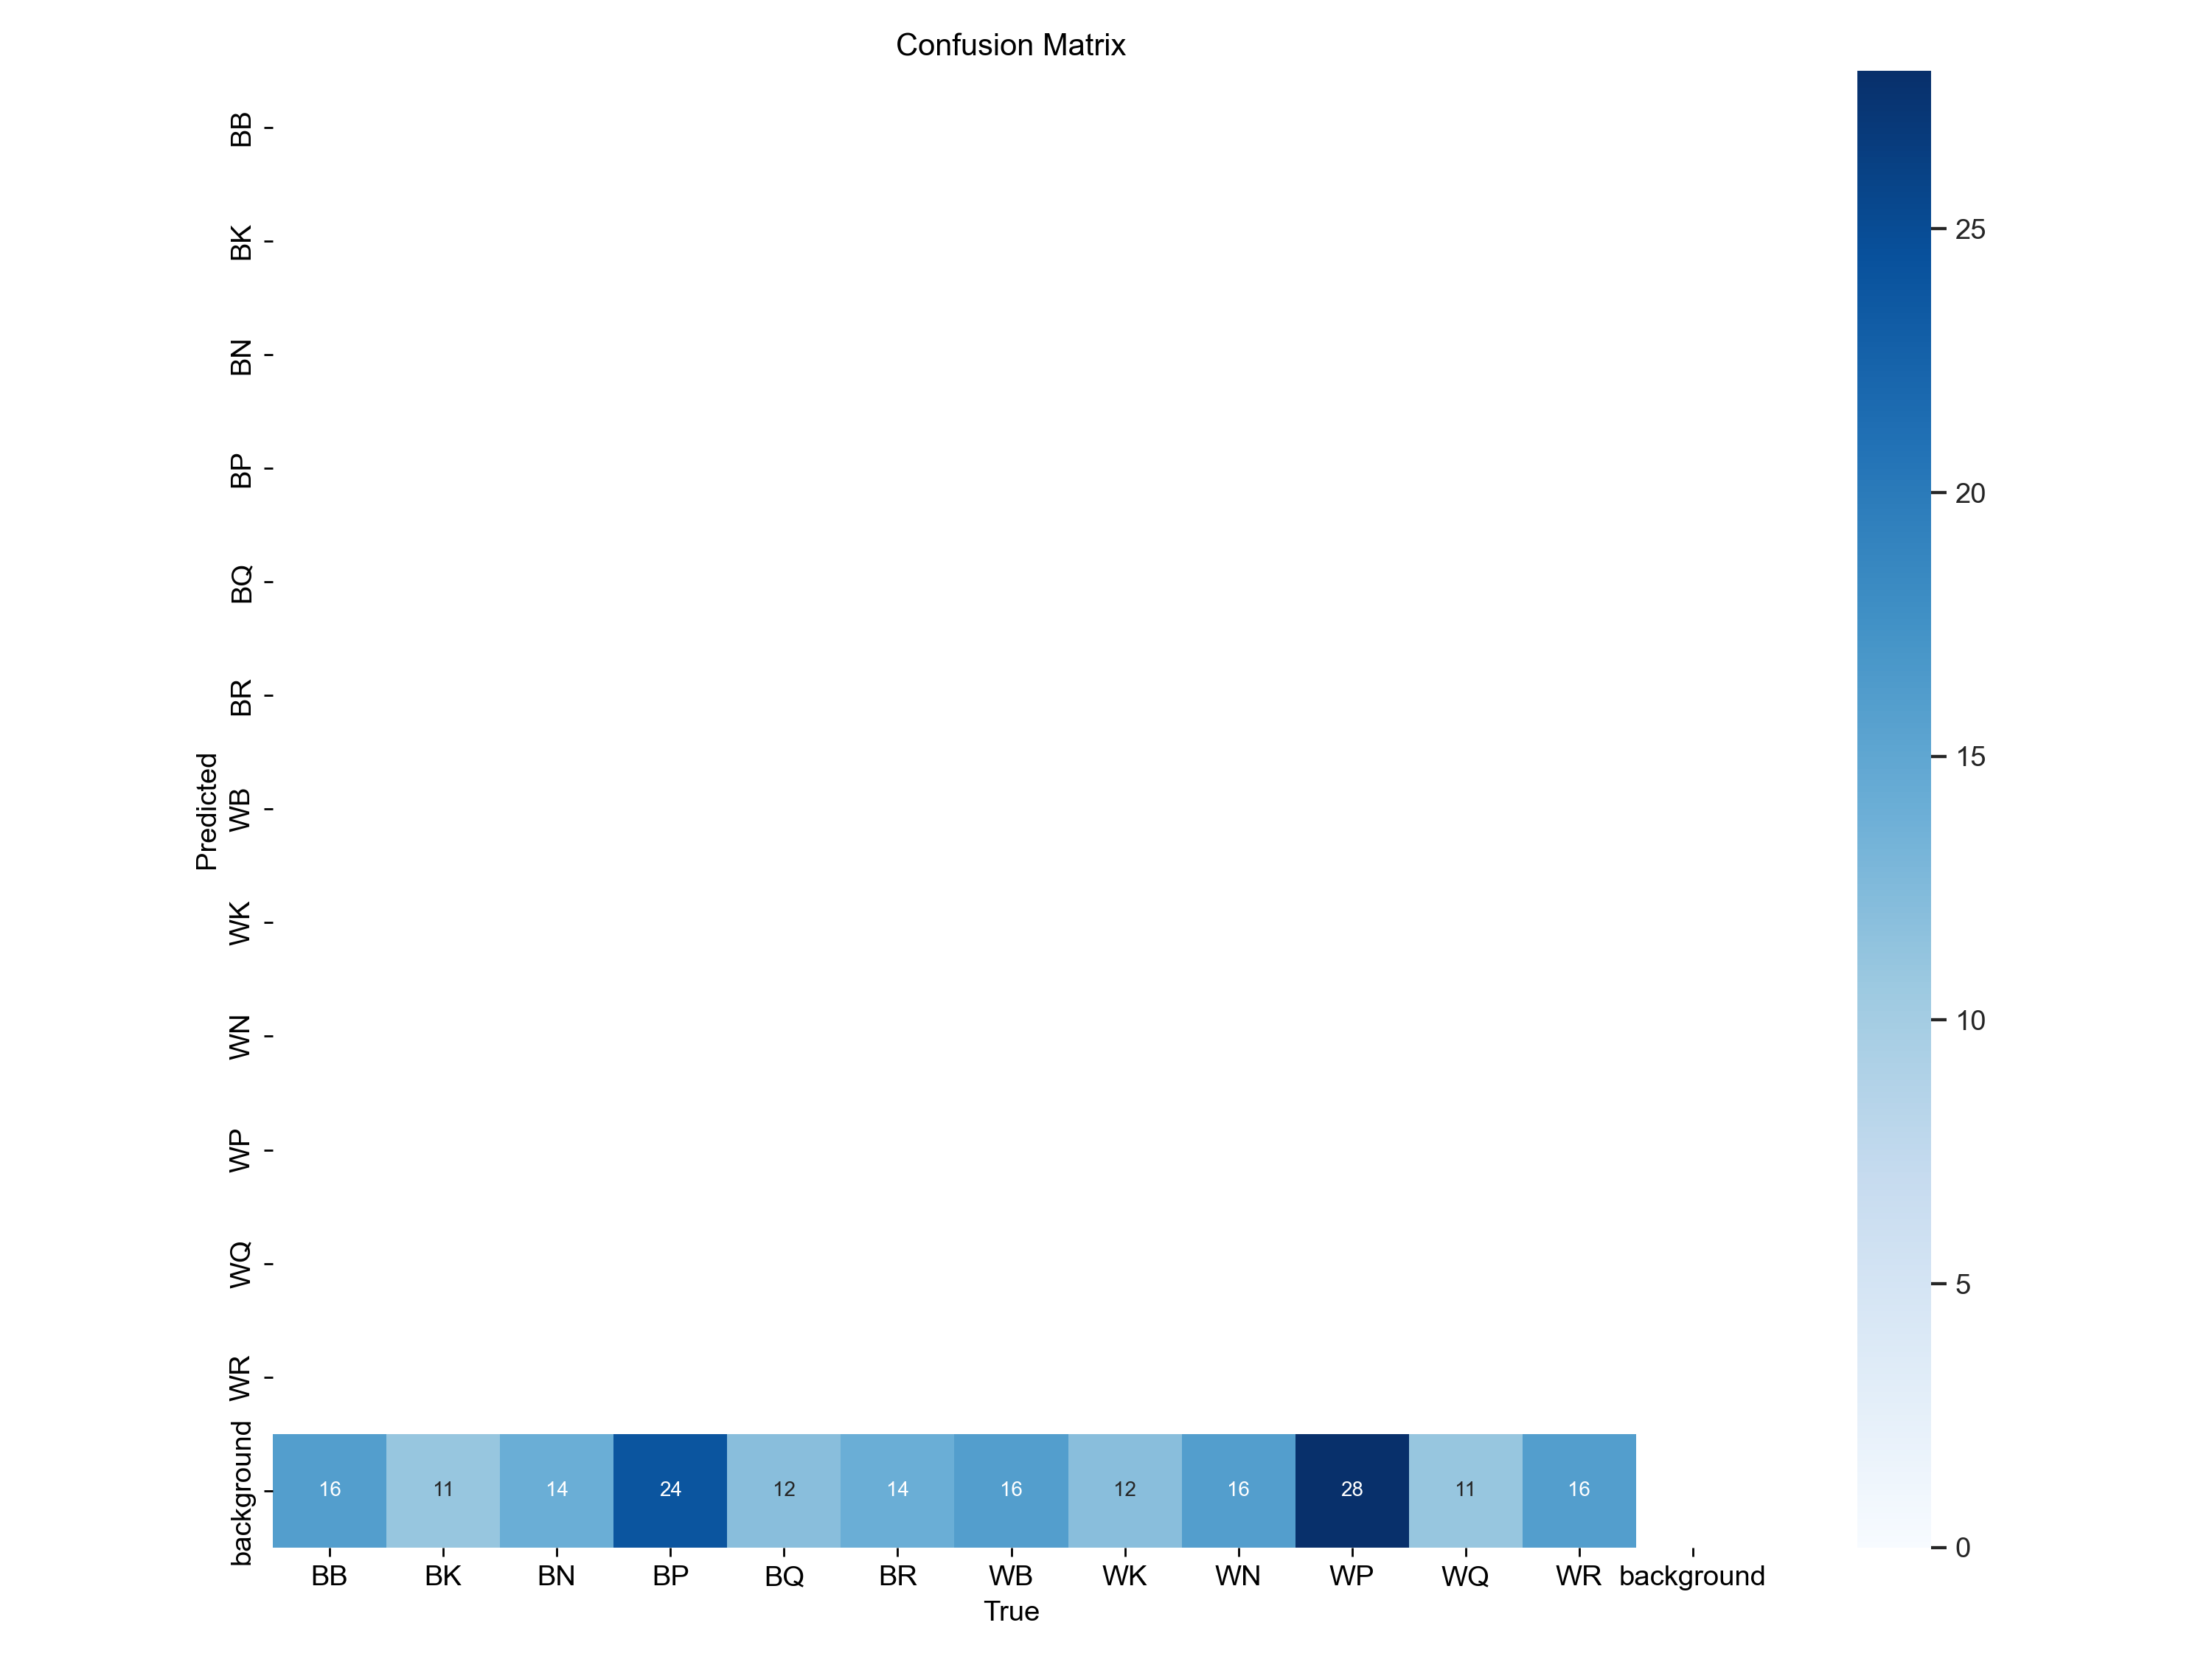 Confusion Matrix
BB
BK
BN
BP
BQ
BR
WB
WK
WN
WP
WQ
WR
background
Predicted
16 11 14 24 12 14 16 12 16 28 11 16
BB BK BN BP BQ BR WB WK WN WP WQ WR background
True
25
20
15
10
5
0